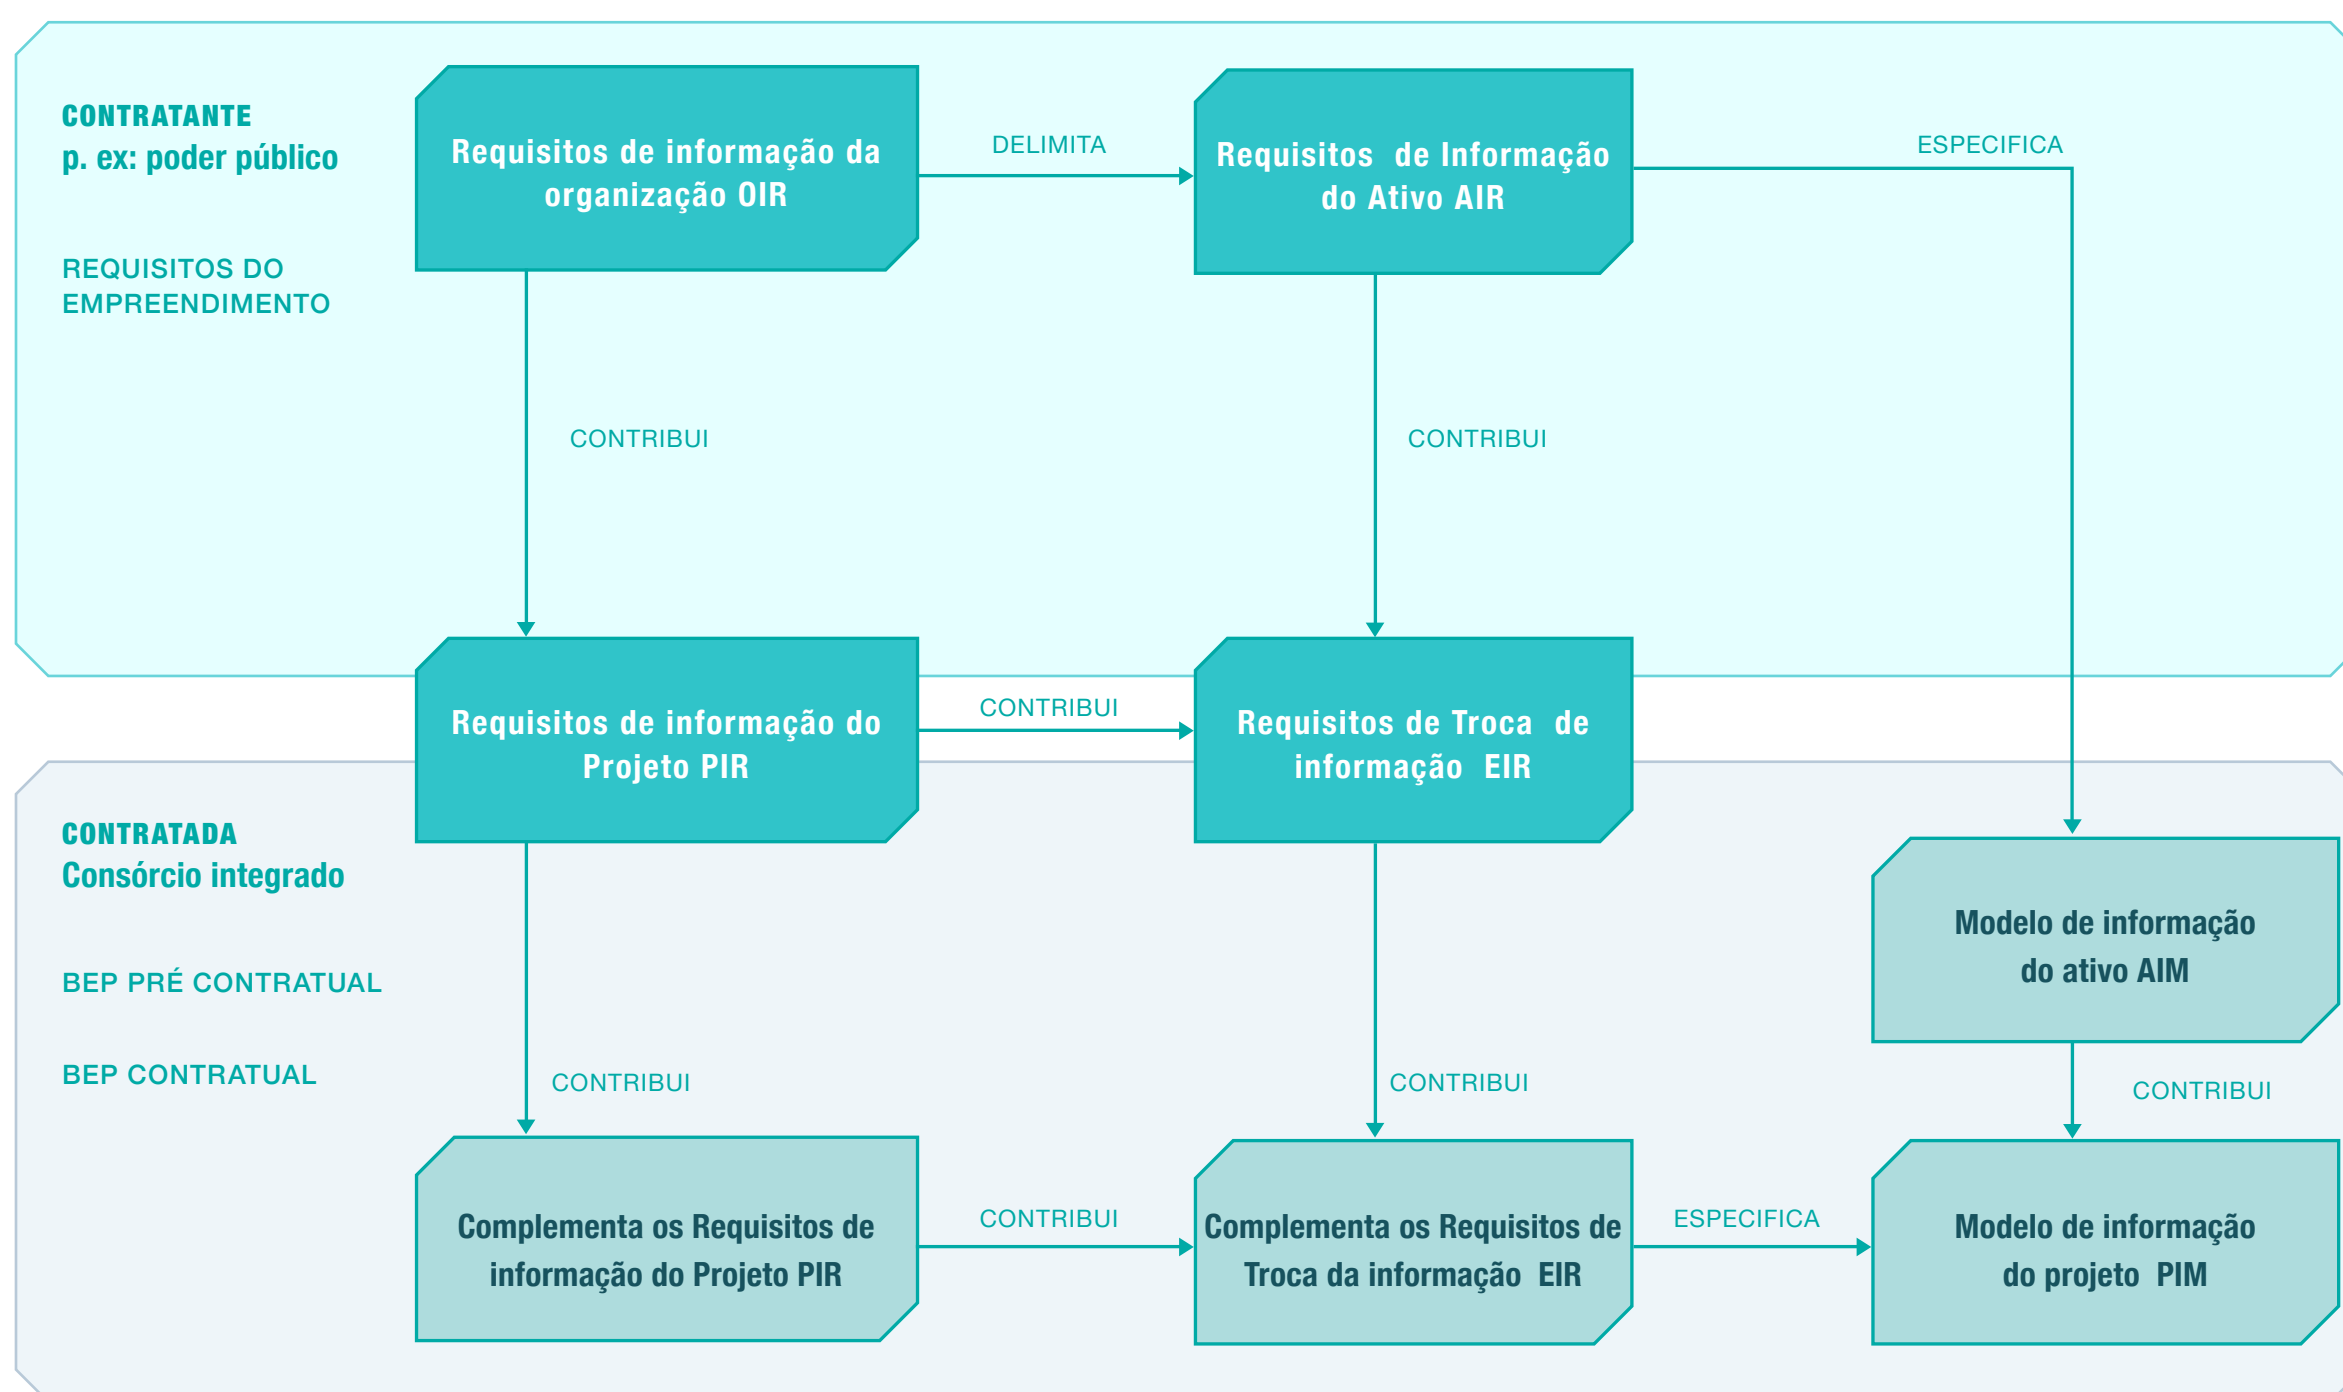 CONTRATANTE
p. ex: poder público
REQUISITOS DO
EMPREENDIMENTO
Requisitos de informação da
organização OIR
DELIMITA
Requisitos de Informação
do Ativo AIR
ESPECIFICA
CONTRIBUI
CONTRIBUI
Requisitos de informação do
Projeto PIR
CONTRIBUI
Requisitos de Troca de
informação EIR
CONTRATADA
Consórcio integrado
BEP PRÉ CONTRATUAL
BEP CONTRATUAL
Modelo de informação
do ativo AIM
CONTRIBUI
CONTRIBUI
CONTRIBUI
Complementa os Requisitos de
informação do Projeto PIR
CONTRIBUI
Complementa os Requisitos de
Troca da informação EIR
ESPECIFICA
Modelo de informação
do projeto PIM